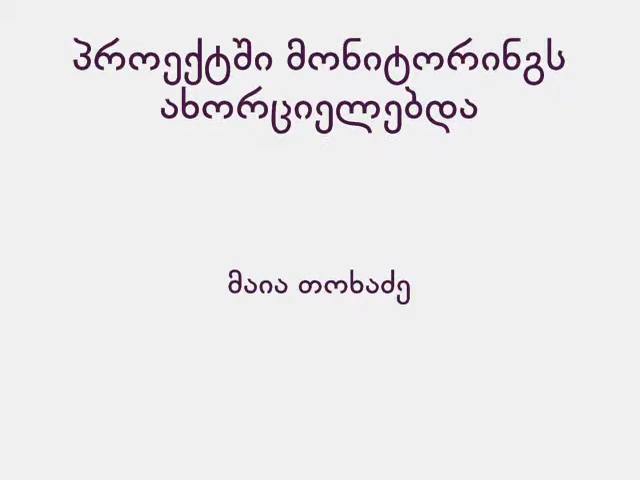 პროექტში მონიტორინგს
ახორციელებდა
მაია თოხაძე